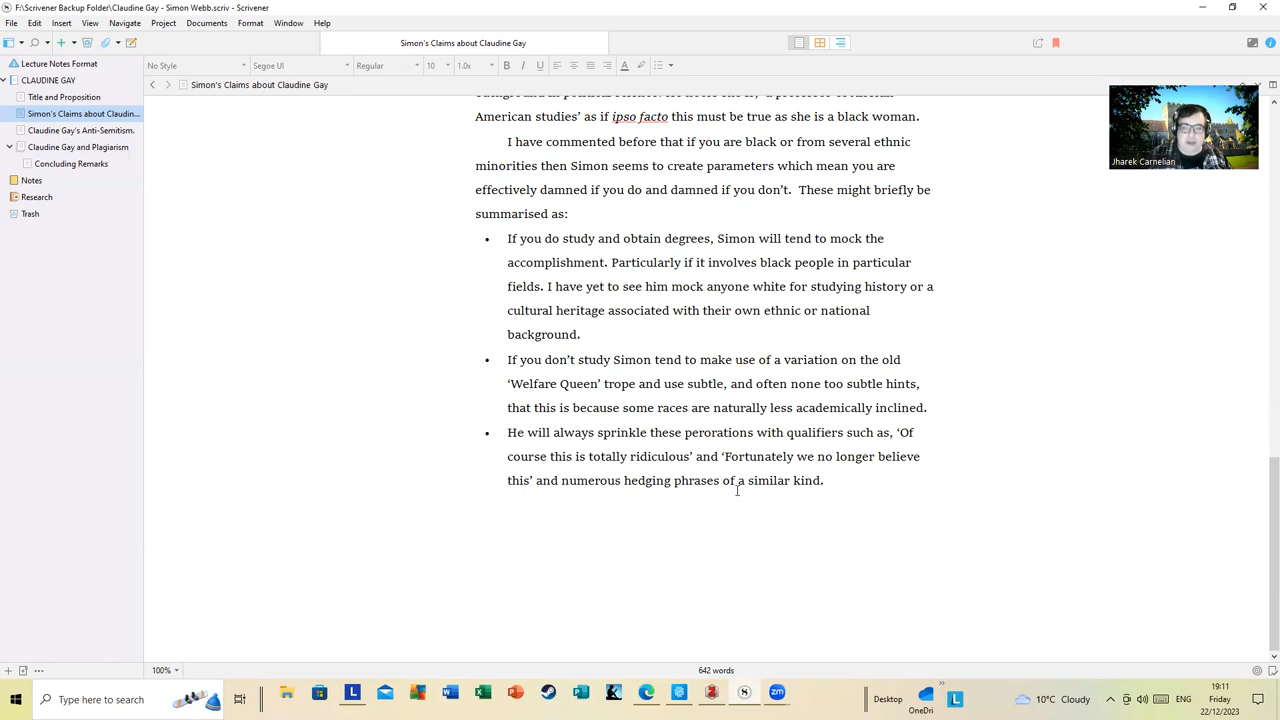 F:\Scrivener Backup Folder\Claudine Gay - Simon Webb.scriv - Scrivener
File Edit Insert View Navigate Project Documents Format Window Help
Simon's Claims about Claudine Gay
No Style Segoe UI Regular 10 1.0x B I U A
Simon's Claims about Claudine Gay
Lecture Notes Format
CLAUDINE GAY
Title and Proposition
Simon's Claims about Claudin...
Claudine Gay's Anti-Semitism.
Claudine Gay and Plagiarism
Concluding Remarks
Notes
Research
Trash
American studies’ as if ipso facto this must be true as she is a black woman.
I have commented before that if you are black or from several ethnic
minorities then Simon seems to create parameters which mean you are
effectively damned if you do and damned if you don’t. These might briefly be
summarised as:
• If you do study and obtain degrees, Simon will tend to mock the
accomplishment. Particularly if it involves black people in particular
fields. I have yet to see him mock anyone white for studying history or a
cultural heritage associated with their own ethnic or national
background.
• If you don’t study Simon tend to make use of a variation on the old
‘Welfare Queen’ trope and use subtle, and often none too subtle hints,
that this is because some races are naturally less academically inclined.
• He will always sprinkle these perorations with qualifiers such as, ‘Of
course this is totally ridiculous’ and ‘Fortunately we no longer believe
this’ and numerous hedging phrases of a similar kind.
Jharek Carnelian
100% 642 words
Type here to search
Desktop
OneDri
10°C Cloudy
ENG
19:11
Friday
22/12/2023